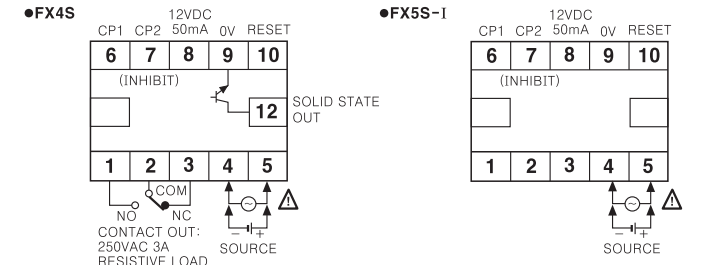 ●FX4S
12VDC
CP1 CP2 50mA 0V RESET
6 7 8 9 10
(INHIBIT)
12
SOLID STATE
OUT
1 2 3 4 5
COM
NO NC
CONTACT OUT:
250VAC 3A
RESISTIVE LOAD
− +
SOURCE
●FX5S-I
12VDC
CP1 CP2 50mA 0V RESET
6 7 8 9 10
(INHIBIT)
1 2 3 4 5
− +
SOURCE